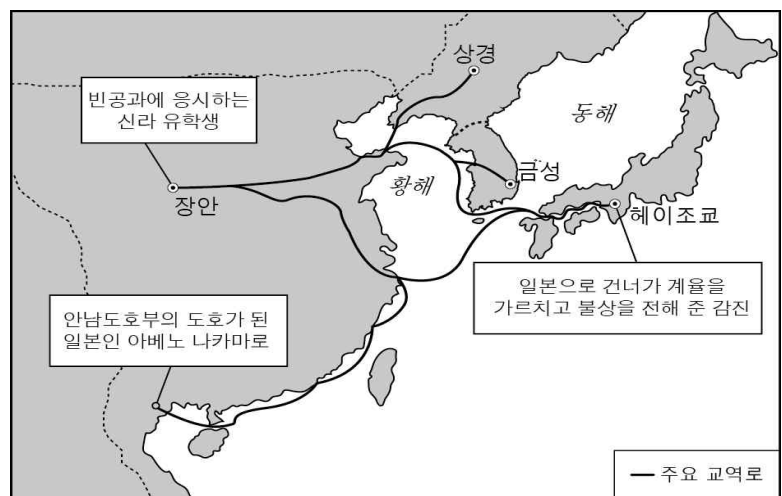 상경
빈공과에 응시하는
신라 유학생
동해
금성
황해
장안
헤이조쿄
일본으로 건너가 계율을
가르치고 불상을 전해 준 감진
안남도호부의 도호가 된
일본인 아베노 나카마로
주요 교역로